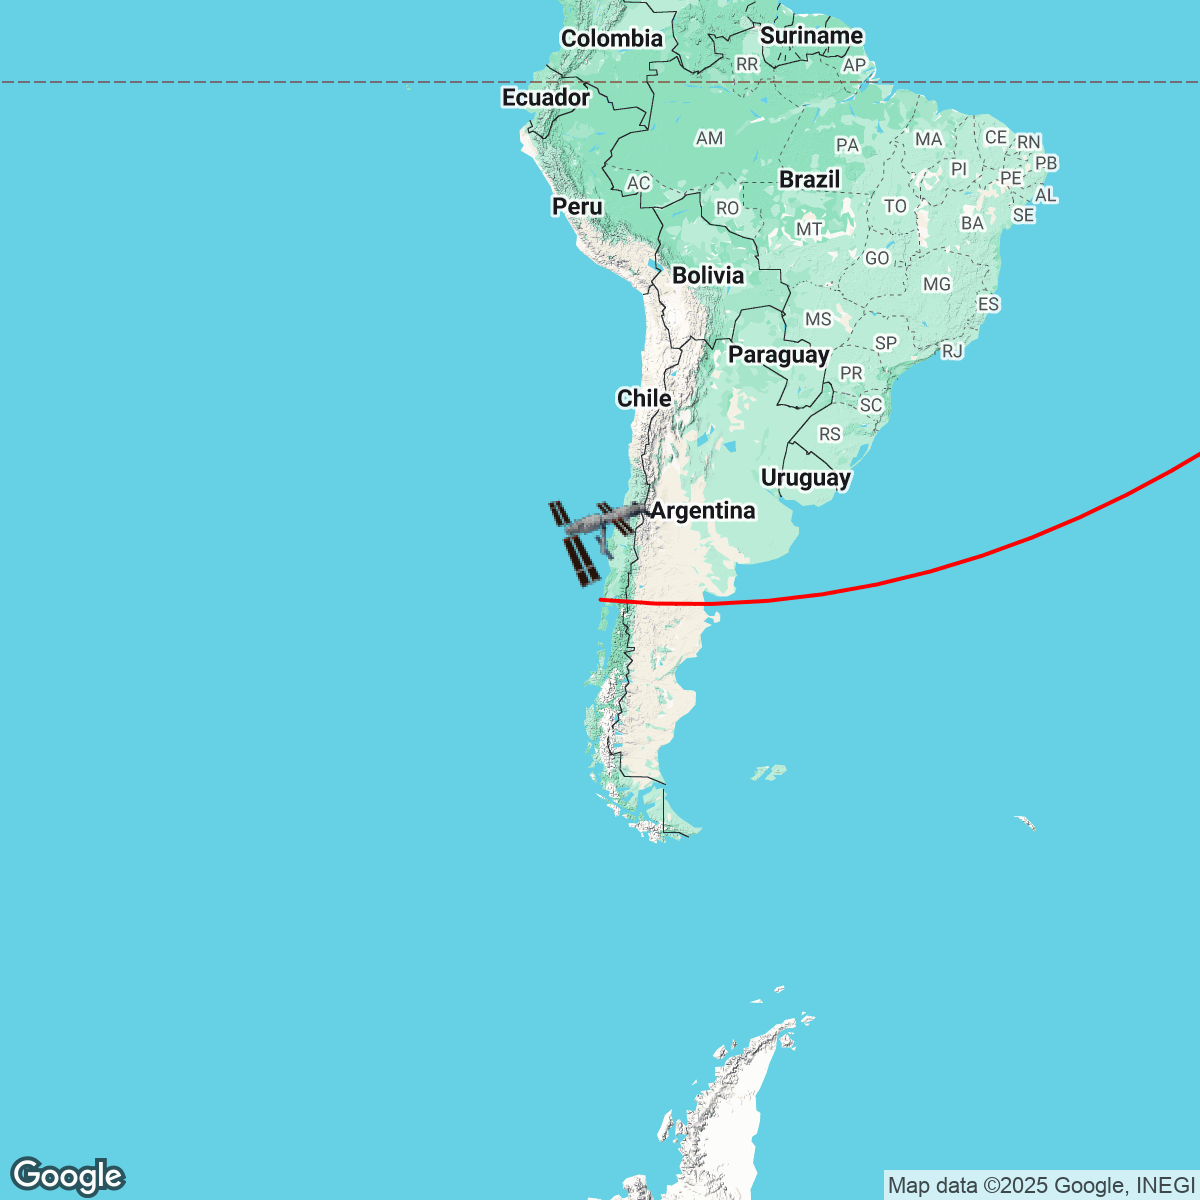 Colombia
Suriname
RR
AP
Ecuador
AM
PA
MA
CE
RN
PB
PI
PE
AC
Brazil
AL
Peru
RO
TO
SE
MT
BA
GO
Bolivia
MG
ES
MS
SP
RJ
Paraguay
PR
Chile
SC
RS
Uruguay
Argentina
Google
Map data ©2025 Google, INEGI